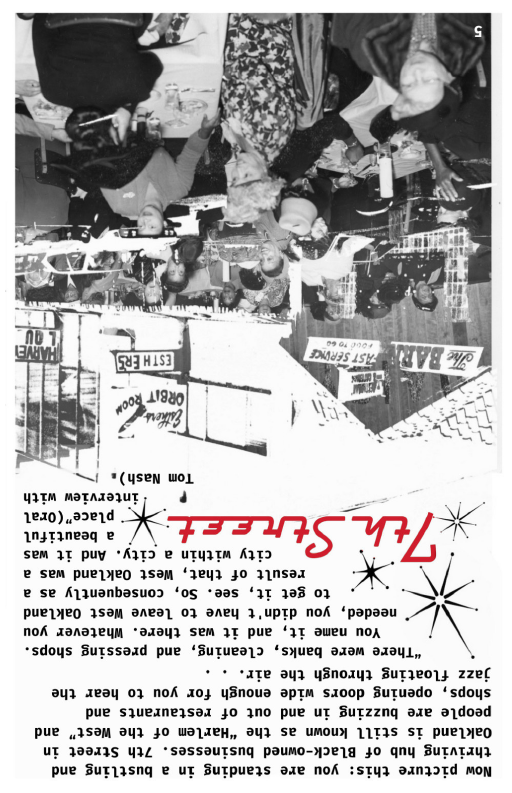 Now picture this: you are standing in a bustling and
thriving hub of Black-owned businesses. 7th Street in
Oakland is still known as the “Harlem of the West” and
people are buzzing in and out of restaurants and
shops, opening doors wide enough for you to hear the
jazz floating through the air. . .
“There were banks, cleaning, and pressing shops.
You name it, and it was there. Whatever you
needed, you didn't have to leave West Oakland
to get it, see. So, consequently as a
result of that, West Oakland was a
city within a city. And it was
a beautiful
place”(Oral
interview with
Tom Nash).
7th Street
Esthers
ORBIT ROOM
ESTHERS
HARVEY
L QU
The BARN
FAST SERVICE
FOOD TO GO
5